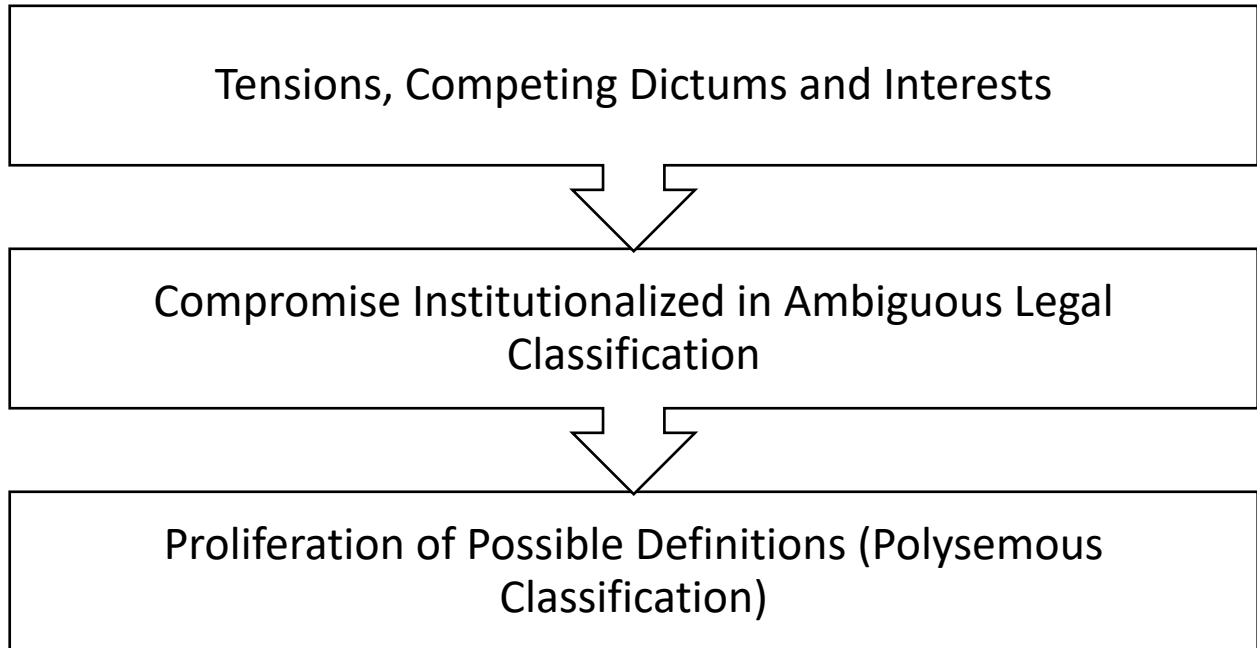 Tensions, Competing Dictums and Interests
Compromise Institutionalized in Ambiguous Legal
Classification
Proliferation of Possible Definitions (Polysemous
Classification)